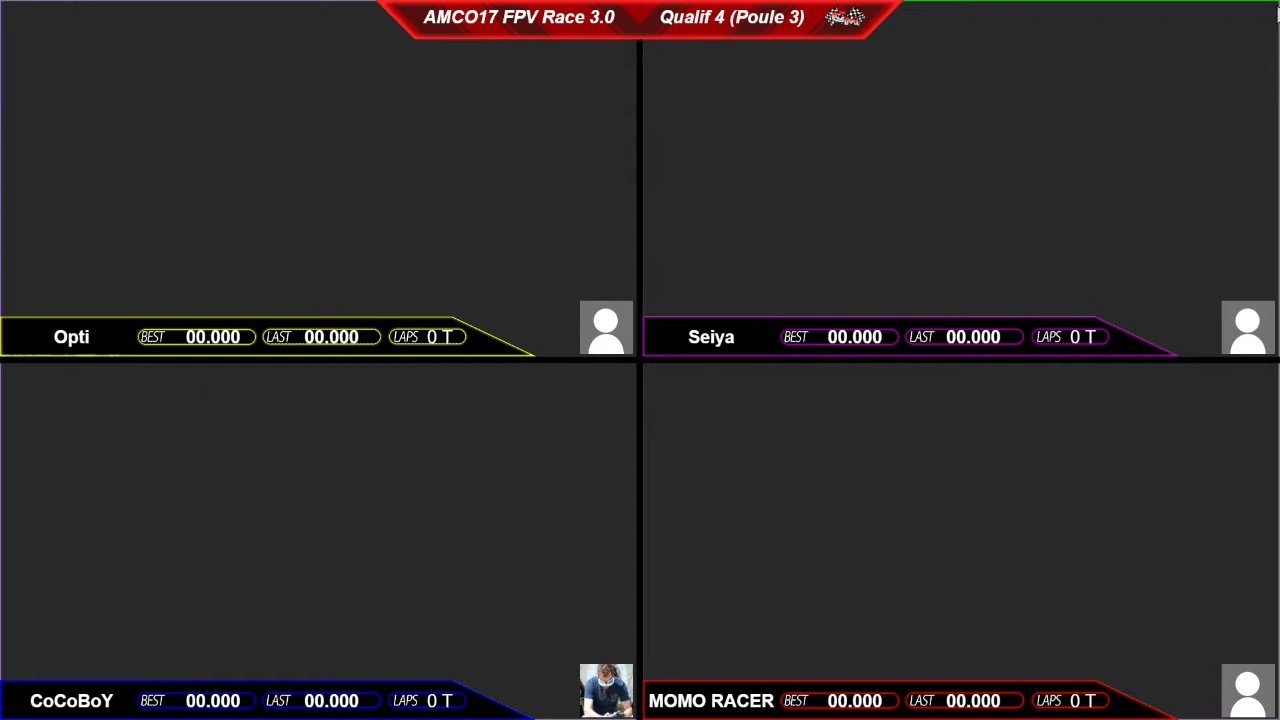 AMCO17 FPV Race 3.0 Qualif 4 (Poule 3)
Opti BEST 00.000 LAST 00.000 LAPS 0 T
Seiya BEST 00.000 LAST 00.000 LAPS 0 T
CoCoBoY BEST 00.000 LAST 00.000 LAPS 0 T
MOMO RACER BEST 00.000 LAST 00.000 LAPS 0 T